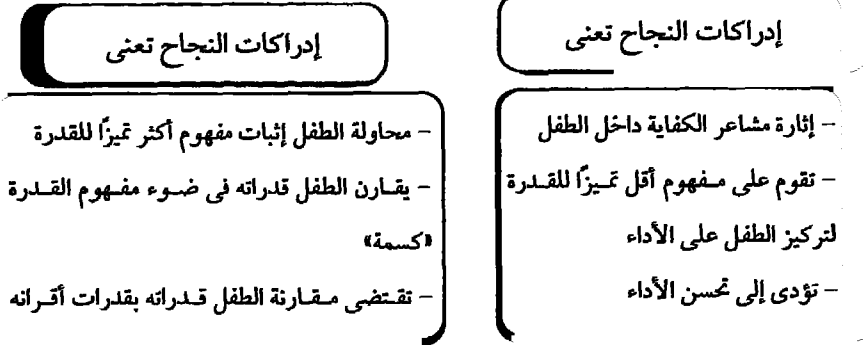 إدراكات النجاح تعنى
– إثارة مشاعر الكفاية داخل الطفل
– تقوم على مفهوم أقل تميزًا للقدرة
لتركيز الطفل على الأداء
– تؤدى إلى تحسن الأداء
إدراكات النجاح تعنى
– محاولة الطفل إثبات مفهوم أكثر تميزًا للقدرة
– يقارن الطفل قدراته فى ضوء مفهوم القدرة
«كسمة»
– تقتضى مقارنة الطفل قدراته بقدرات أقرانه